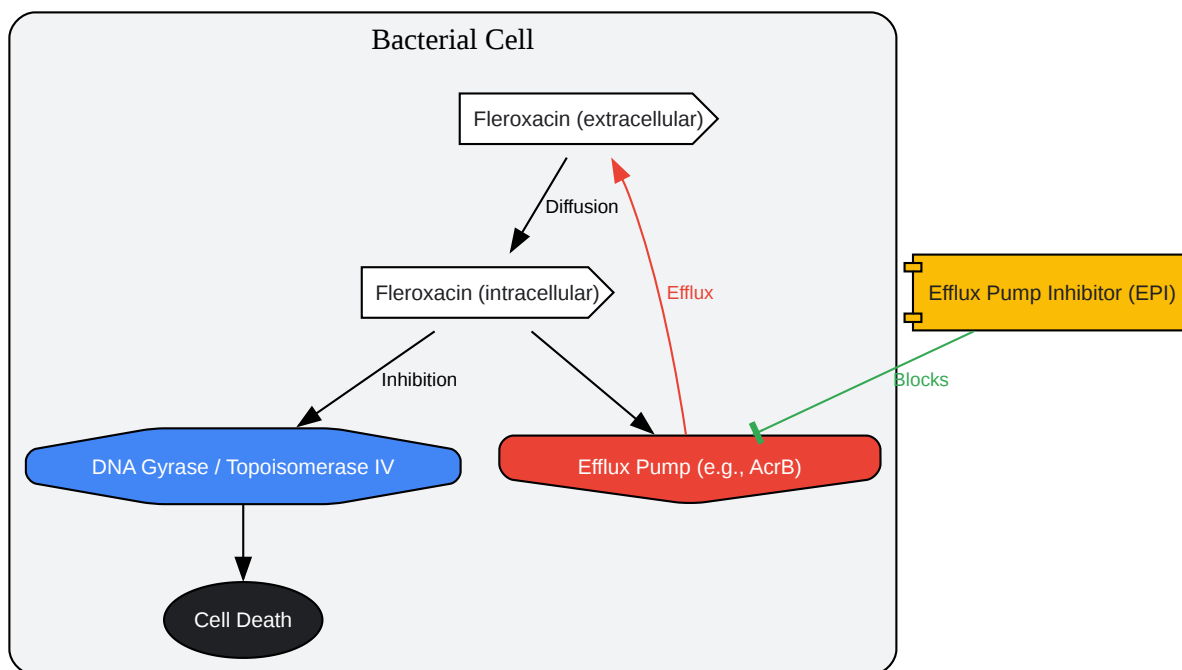 Bacterial Cell
Fleroxacin (extracellular)
Diffusion
Fleroxacin (intracellular)
Efflux
Efflux Pump Inhibitor (EPI)
Inhibition
Blocks
DNA Gyrase / Topoisomerase IV
Efflux Pump (e.g., AcrB)
Cell Death